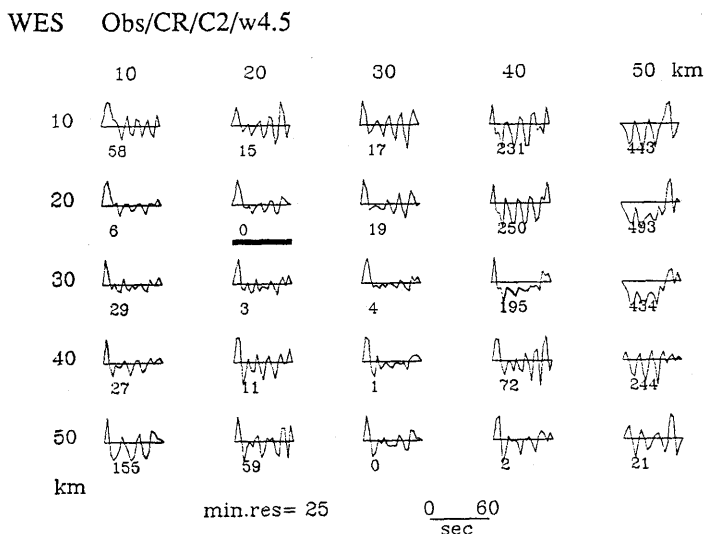 WES Obs/CR/C2/w4.5
10 20 30 40 50 km
10
58 15 17 231 443
20
6 0 19 250 493
30
29 3 4 195 434
40
27 11 1 72 244
50
155 59 0 2 21
km
min.res= 25 0 60
sec